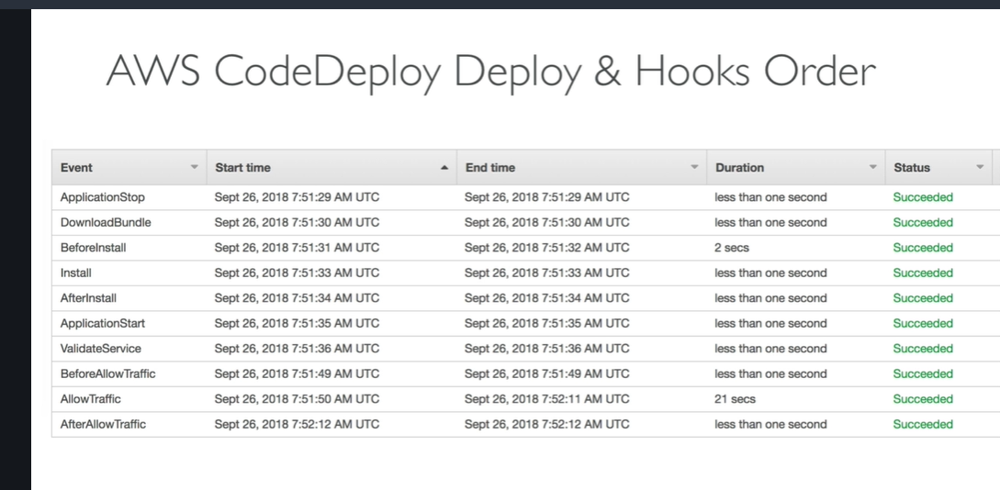 AWS CodeDeploy Deploy & Hooks Order
Event Start time End time Duration Status
ApplicationStop Sept 26, 2018 7:51:29 AM UTC Sept 26, 2018 7:51:29 AM UTC less than one second Succeeded
DownloadBundle Sept 26, 2018 7:51:30 AM UTC Sept 26, 2018 7:51:30 AM UTC less than one second Succeeded
BeforeInstall Sept 26, 2018 7:51:31 AM UTC Sept 26, 2018 7:51:32 AM UTC 2 secs Succeeded
Install Sept 26, 2018 7:51:33 AM UTC Sept 26, 2018 7:51:33 AM UTC less than one second Succeeded
AfterInstall Sept 26, 2018 7:51:34 AM UTC Sept 26, 2018 7:51:34 AM UTC less than one second Succeeded
ApplicationStart Sept 26, 2018 7:51:35 AM UTC Sept 26, 2018 7:51:35 AM UTC less than one second Succeeded
ValidateService Sept 26, 2018 7:51:36 AM UTC Sept 26, 2018 7:51:36 AM UTC less than one second Succeeded
BeforeAllowTraffic Sept 26, 2018 7:51:49 AM UTC Sept 26, 2018 7:51:49 AM UTC less than one second Succeeded
AllowTraffic Sept 26, 2018 7:51:50 AM UTC Sept 26, 2018 7:52:11 AM UTC 21 secs Succeeded
AfterAllowTraffic Sept 26, 2018 7:52:12 AM UTC Sept 26, 2018 7:52:12 AM UTC less than one second Succeeded